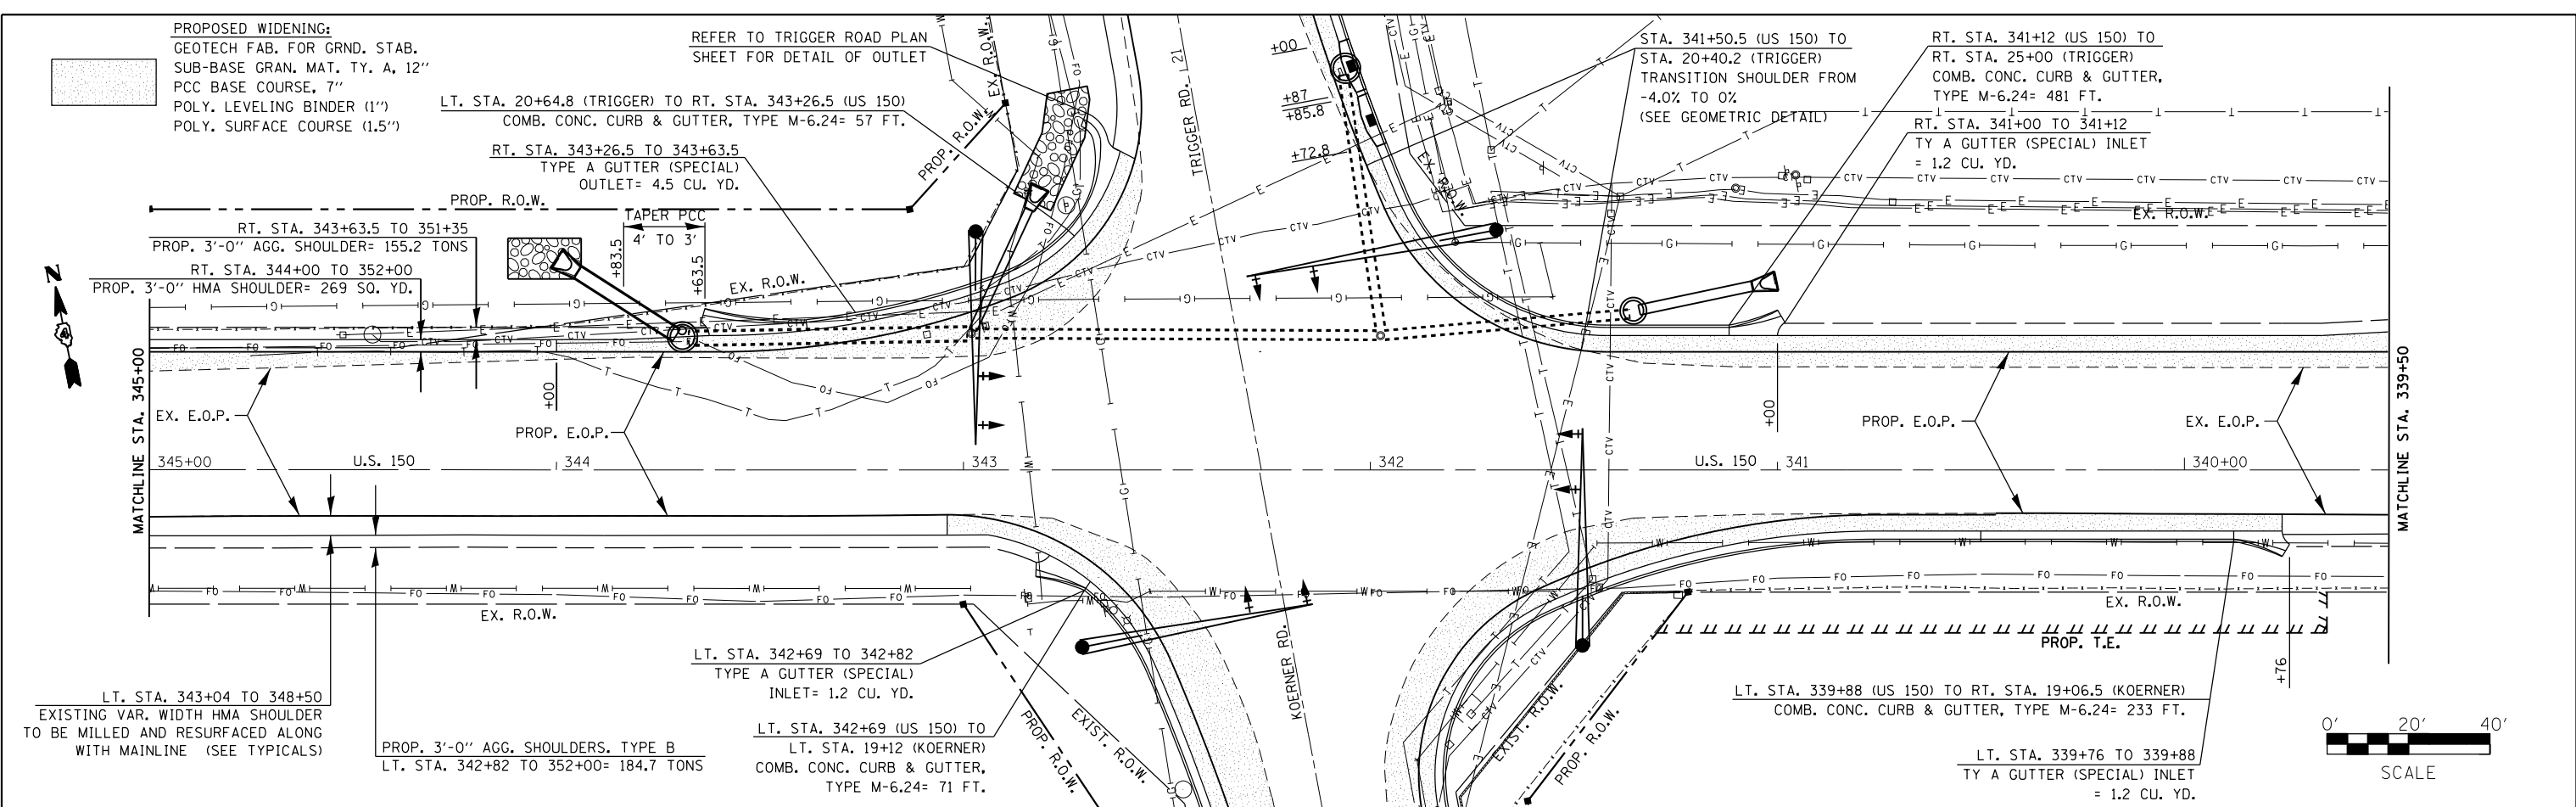 PROPOSED WIDENING:
GEOTECH FAB. FOR GRND. STAB.
SUB-BASE GRAN. MAT. TY. A, 12"
PCC BASE COURSE, 7"
POLY. LEVELING BINDER (1")
POLY. SURFACE COURSE (1.5")
REFER TO TRIGGER ROAD PLAN
SHEET FOR DETAIL OF OUTLET
LT. STA. 20+64.8 (TRIGGER) TO RT. STA. 343+26.5 (US 150)
COMB. CONC. CURB & GUTTER, TYPE M-6.24= 57 FT.
RT. STA. 343+26.5 TO 343+63.5
TYPE A GUTTER (SPECIAL)
OUTLET= 4.5 CU. YD.
EX. R.O.W.
PROP. R.O.W.
PROP. R.O.W.
TAPER PCC
4' TO 3'
+83.5
+63.5
RT. STA. 343+63.5 TO 351+35
PROP. 3'-0" AGG. SHOULDER= 155.2 TONS
RT. STA. 344+00 TO 352+00
PROP. 3'-0" HMA SHOULDER= 269 SQ. YD.
EX. R.O.W.
N
TRIGGER RD.
21
+00
+87
+85.8
+72.8
EX. R.O.W.
STA. 341+50.5 (US 150) TO
STA. 20+40.2 (TRIGGER)
TRANSITION SHOULDER FROM
-4.0% TO 0%
(SEE GEOMETRIC DETAIL)
RT. STA. 341+12 (US 150) TO
RT. STA. 25+00 (TRIGGER)
COMB. CONC. CURB & GUTTER,
TYPE M-6.24= 481 FT.
RT. STA. 341+00 TO 341+12
TY A GUTTER (SPECIAL) INLET
= 1.2 CU. YD.
EX. R.O.W.
MATCHLINE STA. 345+00
EX. E.O.P.
+00
PROP. E.O.P.
+00
PROP. E.O.P.
EX. E.O.P.
MATCHLINE STA. 339+50
345+00
U.S. 150
344
343
342
U.S. 150
341
340+00
EX. R.O.W.
KOERNER RD.
EX. R.O.W.
PROP. T.E.
+76
LT. STA. 343+04 TO 348+50
EXISTING VAR. WIDTH HMA SHOULDER
TO BE MILLED AND RESURFACED ALONG
WITH MAINLINE (SEE TYPICALS)
PROP. 3'-0" AGG. SHOULDERS. TYPE B
LT. STA. 342+82 TO 352+00= 184.7 TONS
LT. STA. 342+69 TO 342+82
TYPE A GUTTER (SPECIAL)
INLET= 1.2 CU. YD.
LT. STA. 342+69 (US 150) TO
LT. STA. 19+12 (KOERNER)
COMB. CONC. CURB & GUTTER,
TYPE M-6.24= 71 FT.
PROP. R.O.W.
EXIST. R.O.W.
EXIST. R.O.W.
PROP. R.O.W.
LT. STA. 339+88 (US 150) TO RT. STA. 19+06.5 (KOERNER)
COMB. CONC. CURB & GUTTER, TYPE M-6.24= 233 FT.
LT. STA. 339+76 TO 339+88
TY A GUTTER (SPECIAL) INLET
= 1.2 CU. YD.
0' 20' 40'
SCALE